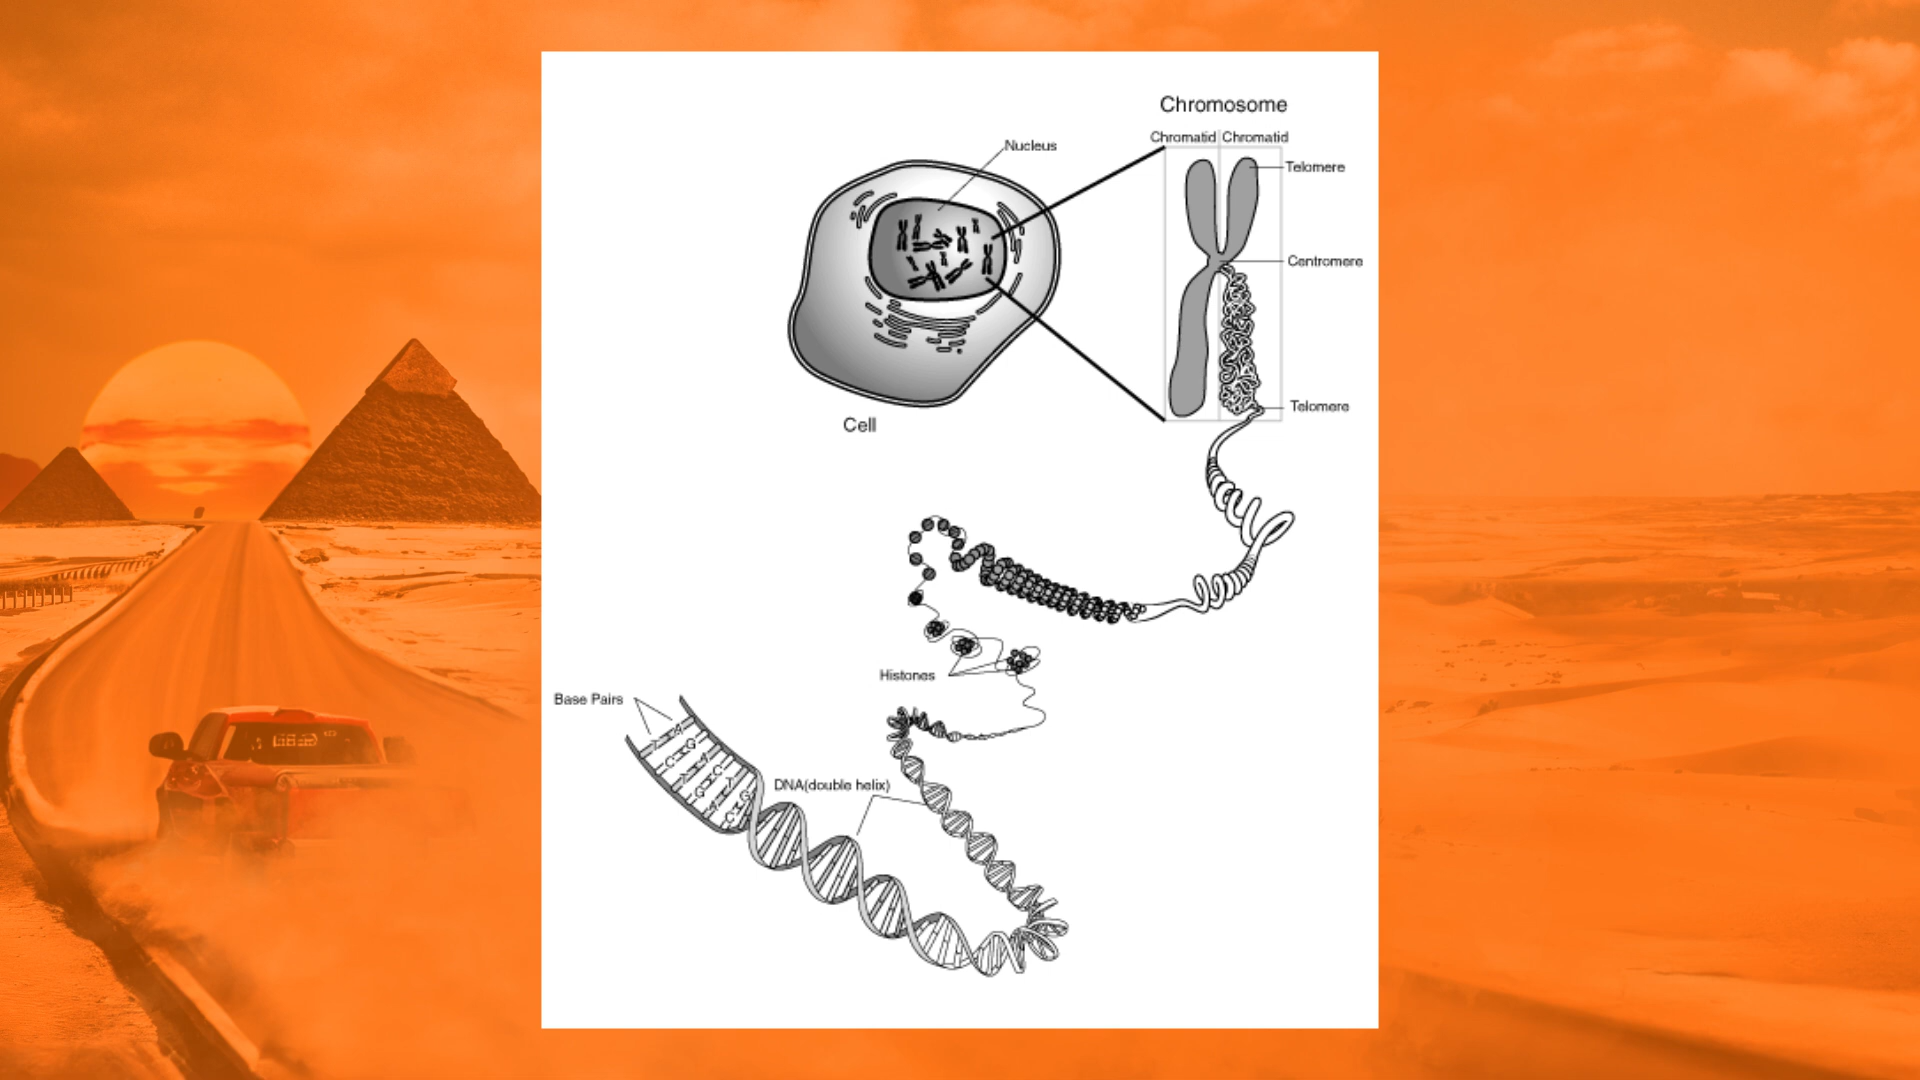 Chromosome
Chromatid Chromatid
Nucleus
Telomere
Centromere
Telomere
Cell
Histones
Base Pairs
DNA(double helix)
T A
C G
T A
G C
A T
C G